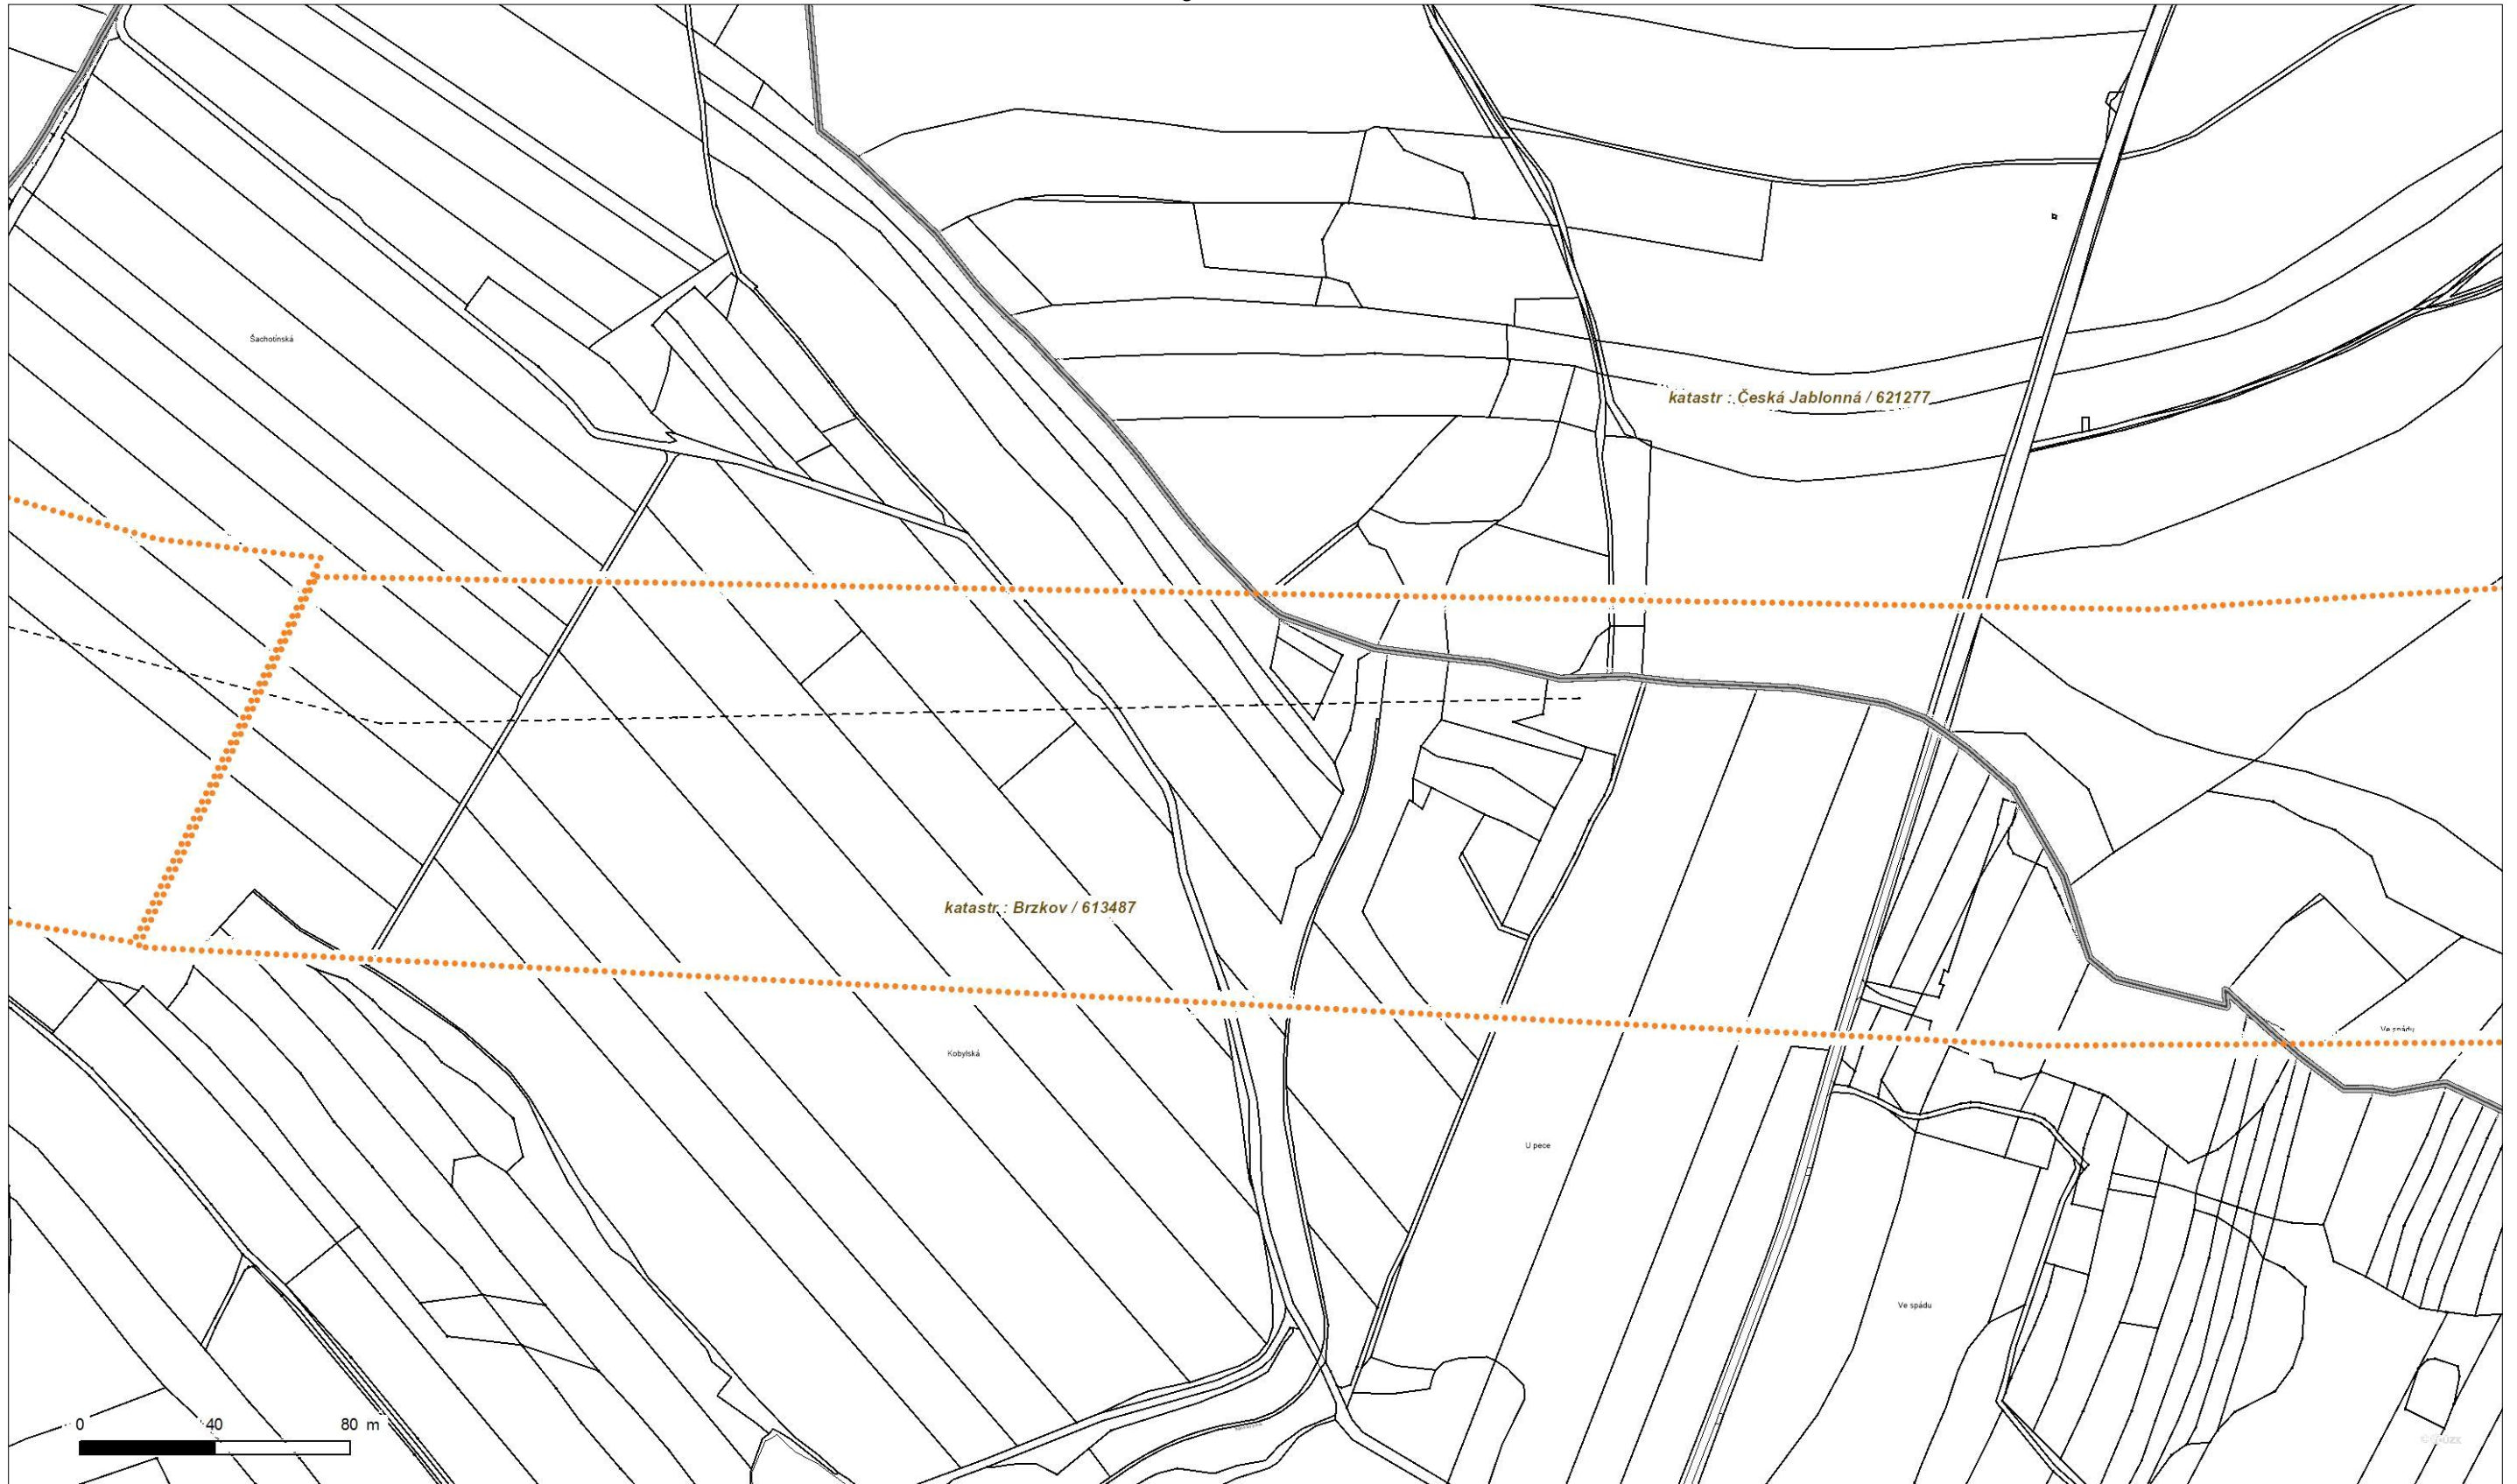 Šachotínská
katastr : Česká Jablonná / 621277
katastr : Brzkov / 613487
Ve spádu
Kobylská
U pece
Ve spádu
0 40 80 m